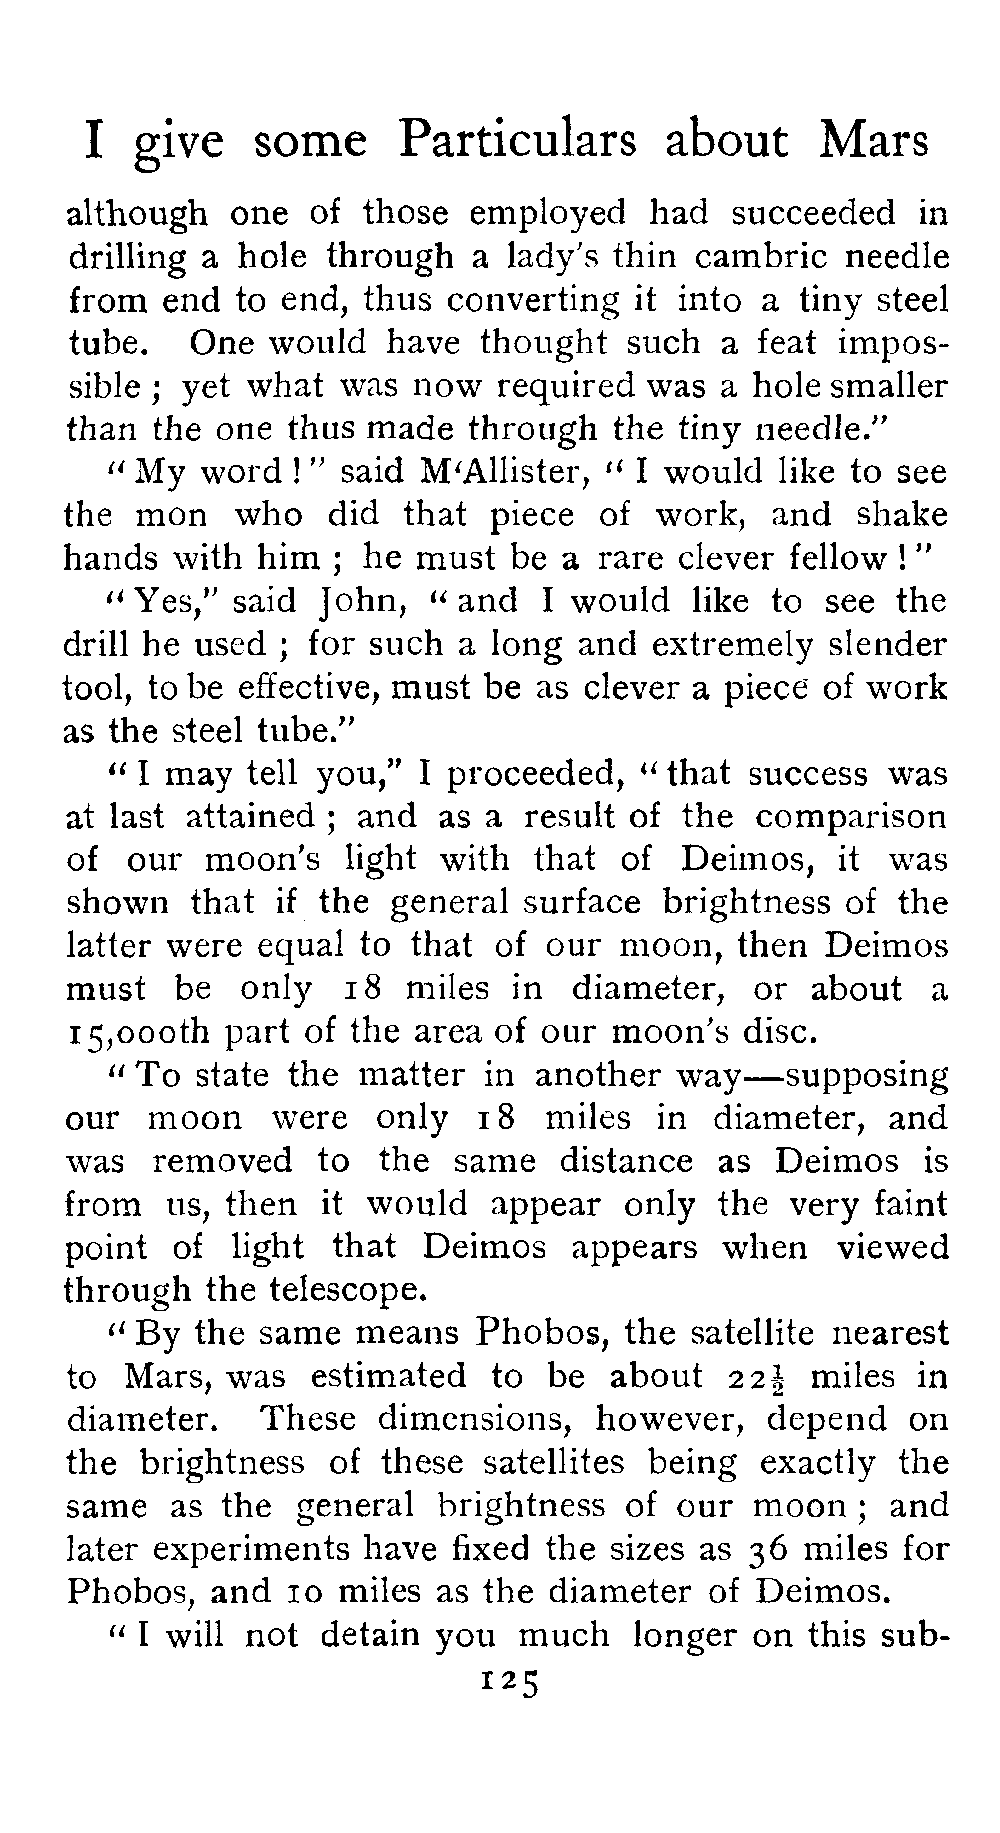 I give some Particulars about Mars
although one of those employed had succeeded in
drilling a hole through a lady's thin cambric needle
from end to end, thus converting it into a tiny steel
tube. One would have thought such a feat impos-
sible ; yet what was now required was a hole smaller
than the one thus made through the tiny needle."
"My word!" said M'Allister, "I would like to see
the mon who did that piece of work, and shake
hands with him ; he must be a rare clever fellow!"
"Yes," said John, "and I would like to see the
drill he used ; for such a long and extremely slender
tool, to be effective, must be as clever a piece of work
as the steel tube."
"I may tell you," I proceeded, "that success was
at last attained ; and as a result of the comparison
of our moon's light with that of Deimos, it was
shown that if the general surface brightness of the
latter were equal to that of our moon, then Deimos
must be only 18 miles in diameter, or about a
15,000th part of the area of our moon's disc.
"To state the matter in another way—supposing
our moon were only 18 miles in diameter, and
was removed to the same distance as Deimos is
from us, then it would appear only the very faint
point of light that Deimos appears when viewed
through the telescope.
"By the same means Phobos, the satellite nearest
to Mars, was estimated to be about 22½ miles in
diameter. These dimensions, however, depend on
the brightness of these satellites being exactly the
same as the general brightness of our moon ; and
later experiments have fixed the sizes as 36 miles for
Phobos, and 10 miles as the diameter of Deimos.
"I will not detain you much longer on this sub-
125